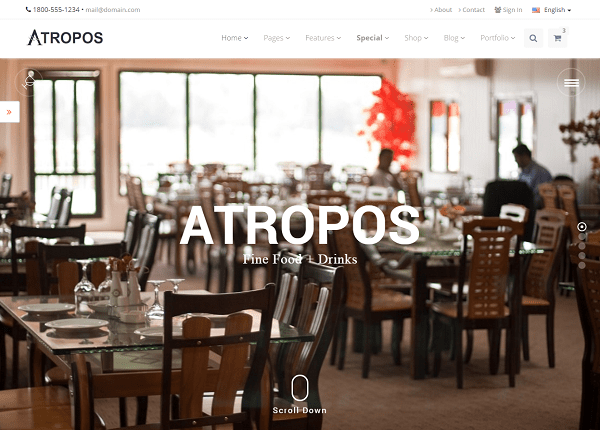 1800-555-1234 • mail@domain.com
About Contact Sign In English
ATROPOS
Home Pages Features Special Shop Blog Portfolio 3
ATROPOS
Fine Food + Drinks
Scroll Down